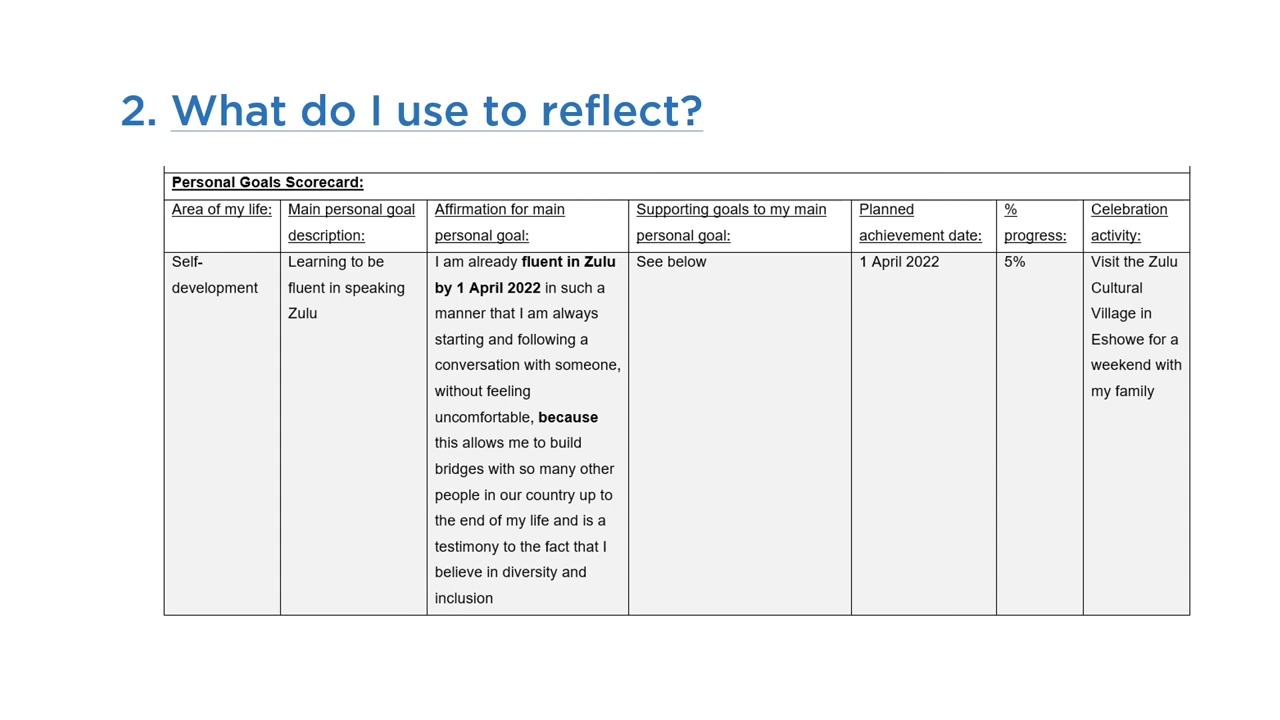 2. What do I use to reflect?
Personal Goals Scorecard:
Area of my life:
Main personal goal
description:
Affirmation for main
personal goal:
Supporting goals to my main
personal goal:
Planned
achievement date:
%
progress:
Celebration
activity:
Self-
development
Learning to be
fluent in speaking
Zulu
I am already fluent in Zulu
by 1 April 2022 in such a
manner that I am always
starting and following a
conversation with someone,
without feeling
uncomfortable, because
this allows me to build
bridges with so many other
people in our country up to
the end of my life and is a
testimony to the fact that I
believe in diversity and
inclusion
See below
1 April 2022
5%
Visit the Zulu
Cultural
Village in
Eshowe for a
weekend with
my family